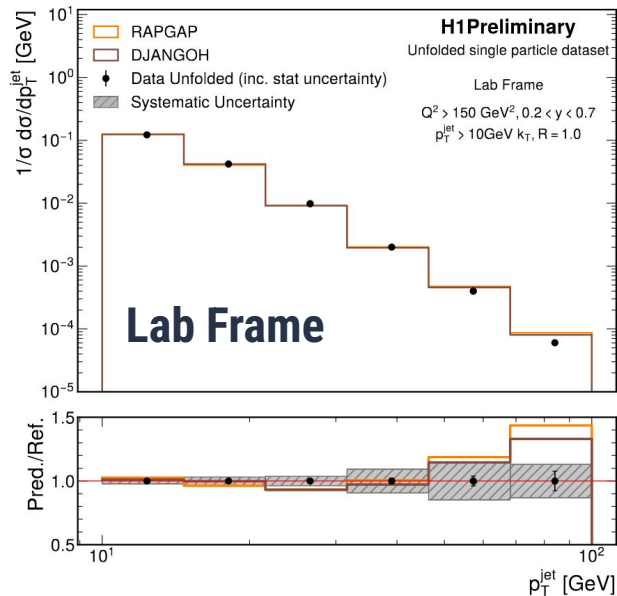 1/σ dσ/dp_T^jet [GeV]
10¹
10⁰
10⁻¹
10⁻²
10⁻³
10⁻⁴
10⁻⁵
RAPGAP
DJANGOH
Data Unfolded (inc. stat uncertainty)
Systematic Uncertainty
H1Preliminary
Unfolded single particle dataset
Lab Frame
Q² > 150 GeV², 0.2 < y < 0.7
p_T^jet > 10GeV k_T, R = 1.0
Lab Frame
Pred./Ref.
1.5
1.0
0.5
10¹
10²
p_T^jet [GeV]